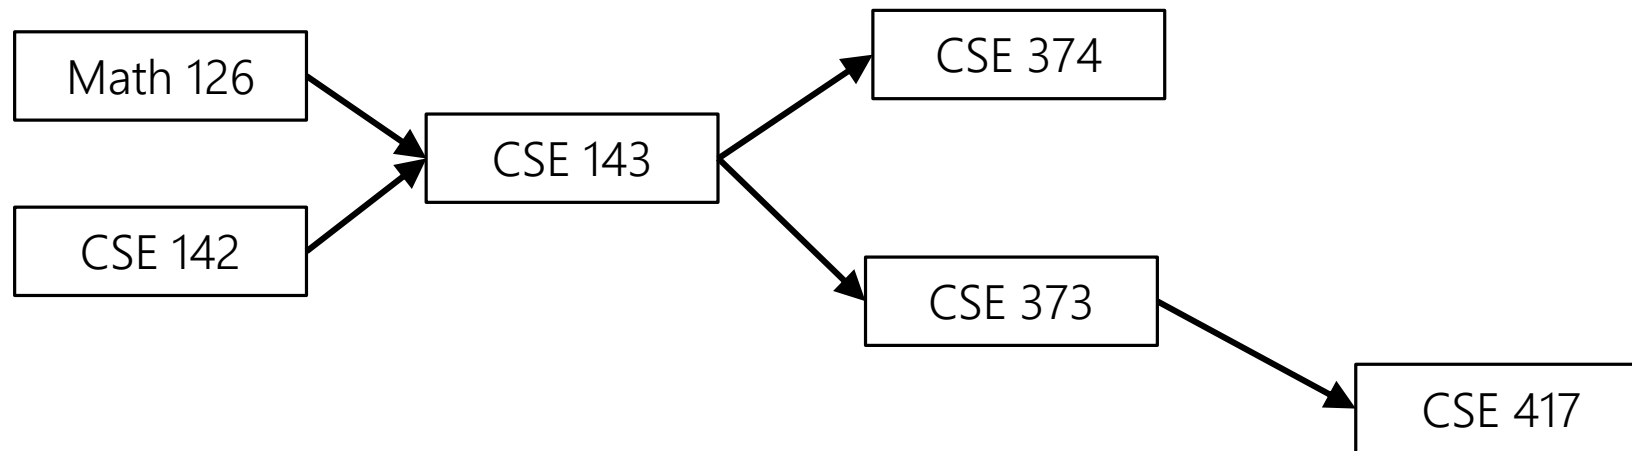 Math 126
CSE 142
CSE 143
CSE 374
CSE 373
CSE 417